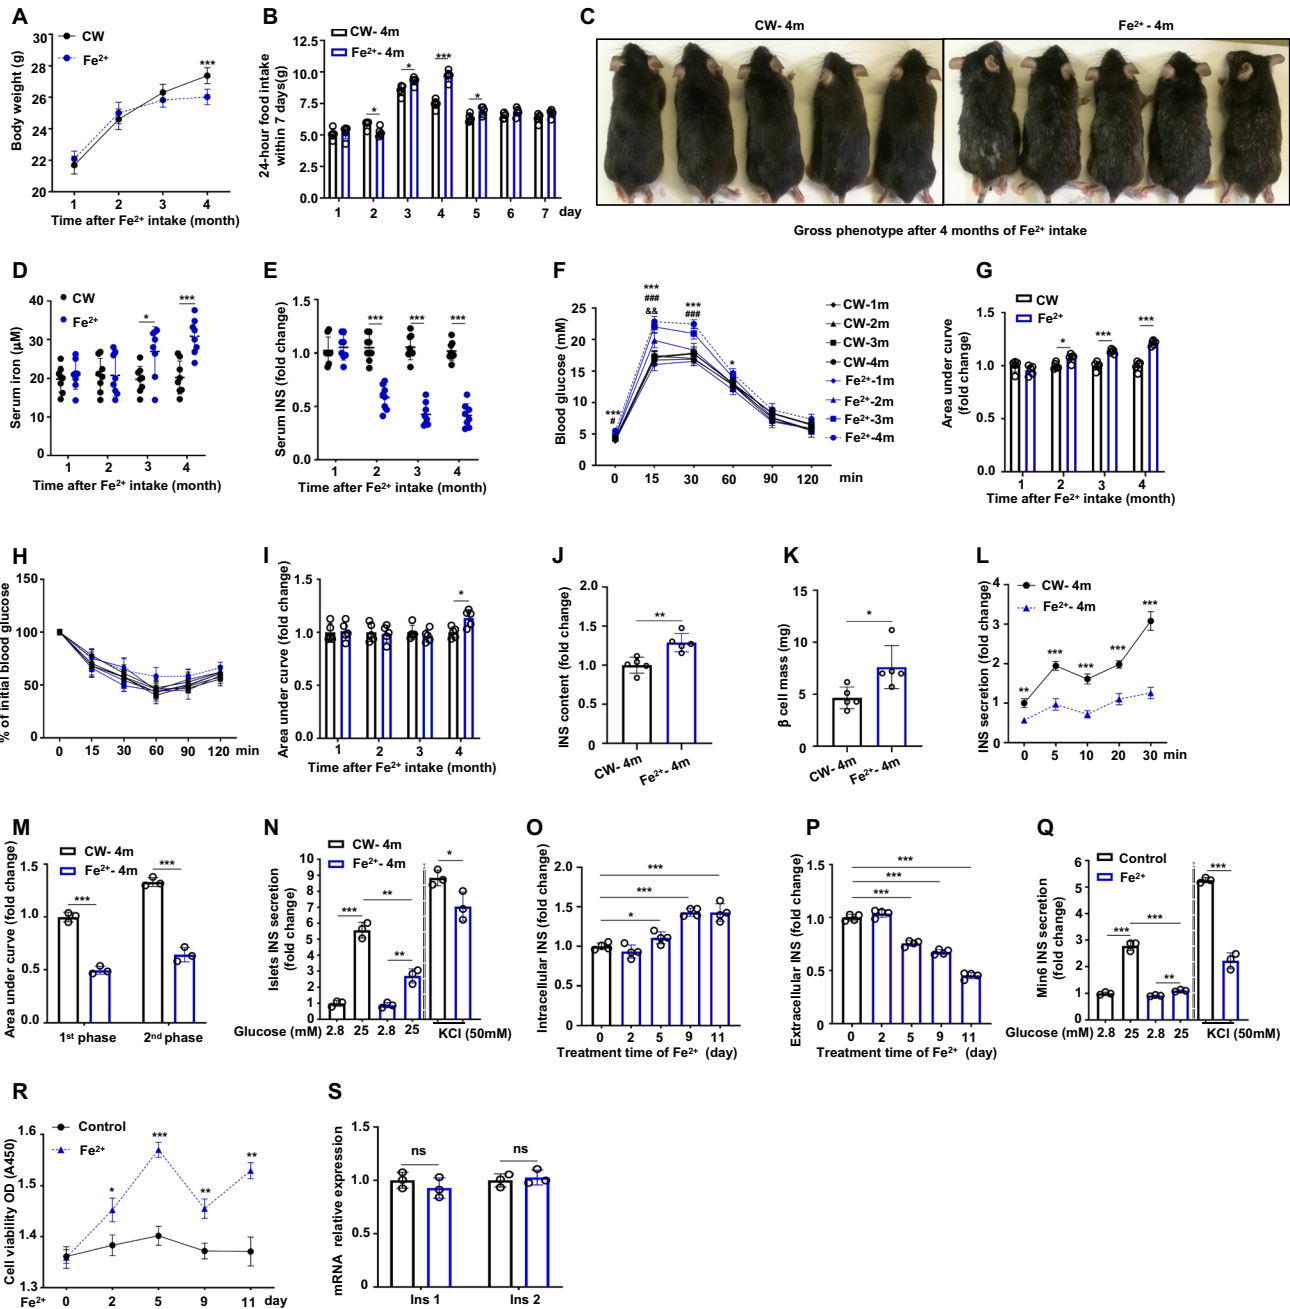 A
Body weight (g)
30
28
26
24
22
20
CW
Fe²⁺
***
1 2 3 4
Time after Fe²⁺ intake (month)
B
24-hour food intake
within 7 days(g)
12.5
10.0
7.5
5.0
2.5
0.0
CW- 4m
Fe²⁺- 4m
* * *** *
1 2 3 4 5 6 7 day
C
CW- 4m
Fe²⁺ - 4m
Gross phenotype after 4 months of Fe²⁺ intake
D
Serum iron (μM)
40
30
20
10
0
CW
Fe²⁺
* ***
1 2 3 4
Time after Fe²⁺ intake (month)
E
Serum INS (fold change)
1.5
1.0
0.5
0.0
*** *** ***
1 2 3 4
Time after Fe²⁺ intake (month)
F
Blood glucose (mM)
25
20
15
10
5
0
***
#
***
###
&&
***
###
*
0 15 30 60 90 120 min
CW-1m
CW-2m
CW-3m
CW-4m
Fe²⁺-1m
Fe²⁺-2m
Fe²⁺-3m
Fe²⁺-4m
G
Area under curve
(fold change)
1.5
1.0
0.5
0.0
CW
Fe²⁺
* *** ***
1 2 3 4
Time after Fe²⁺ intake (month)
H
% of initial blood glucose
150
100
50
0
0 15 30 60 90 120 min
I
Area under curve (fold change)
1.5
1.0
0.5
0.0
*
1 2 3 4
Time after Fe²⁺ intake (month)
J
INS content (fold change)
2.0
1.5
1.0
0.5
0
**
CW- 4m
Fe²⁺- 4m
K
β cell mass (mg)
15
10
5
0
*
CW- 4m
Fe²⁺- 4m
L
INS secretion (fold change)
4
3
2
1
0
CW- 4m
Fe²⁺- 4m
** *** *** *** ***
0 5 10 20 30 min
M
Area under curve (fold change)
1.5
1.0
0.5
0.0
CW- 4m
Fe²⁺- 4m
*** ***
1ˢᵗ phase 2ⁿᵈ phase
N
Islets INS secretion
(fold change)
10
9
8
7
6
5
4
3
2
1
0
CW- 4m
Fe²⁺- 4m
*** ** ** *
Glucose (mM) 2.8 25 2.8 25 KCl (50mM)
O
Intracellular INS (fold change)
2.0
1.5
1.0
0.5
0
***
***
*
0 2 5 9 11
Treatment time of Fe²⁺ (day)
P
Extracellular INS (fold change)
1.5
1.0
0.5
0
***
***
***
0 2 5 9 11
Treatment time of Fe²⁺ (day)
Q
Min6 INS secretion
(fold change)
6
5
4
3
2
1
0
Control
Fe²⁺
*** *** ** ***
Glucose (mM) 2.8 25 2.8 25 KCl (50mM)
R
Cell viability OD (A450)
1.6
1.5
1.4
1.3
Control
Fe²⁺
* *** ** **
Fe²⁺ 0 2 5 9 11 day
S
mRNA relative expression
1.5
1.0
0.5
0
ns ns
Ins 1 Ins 2